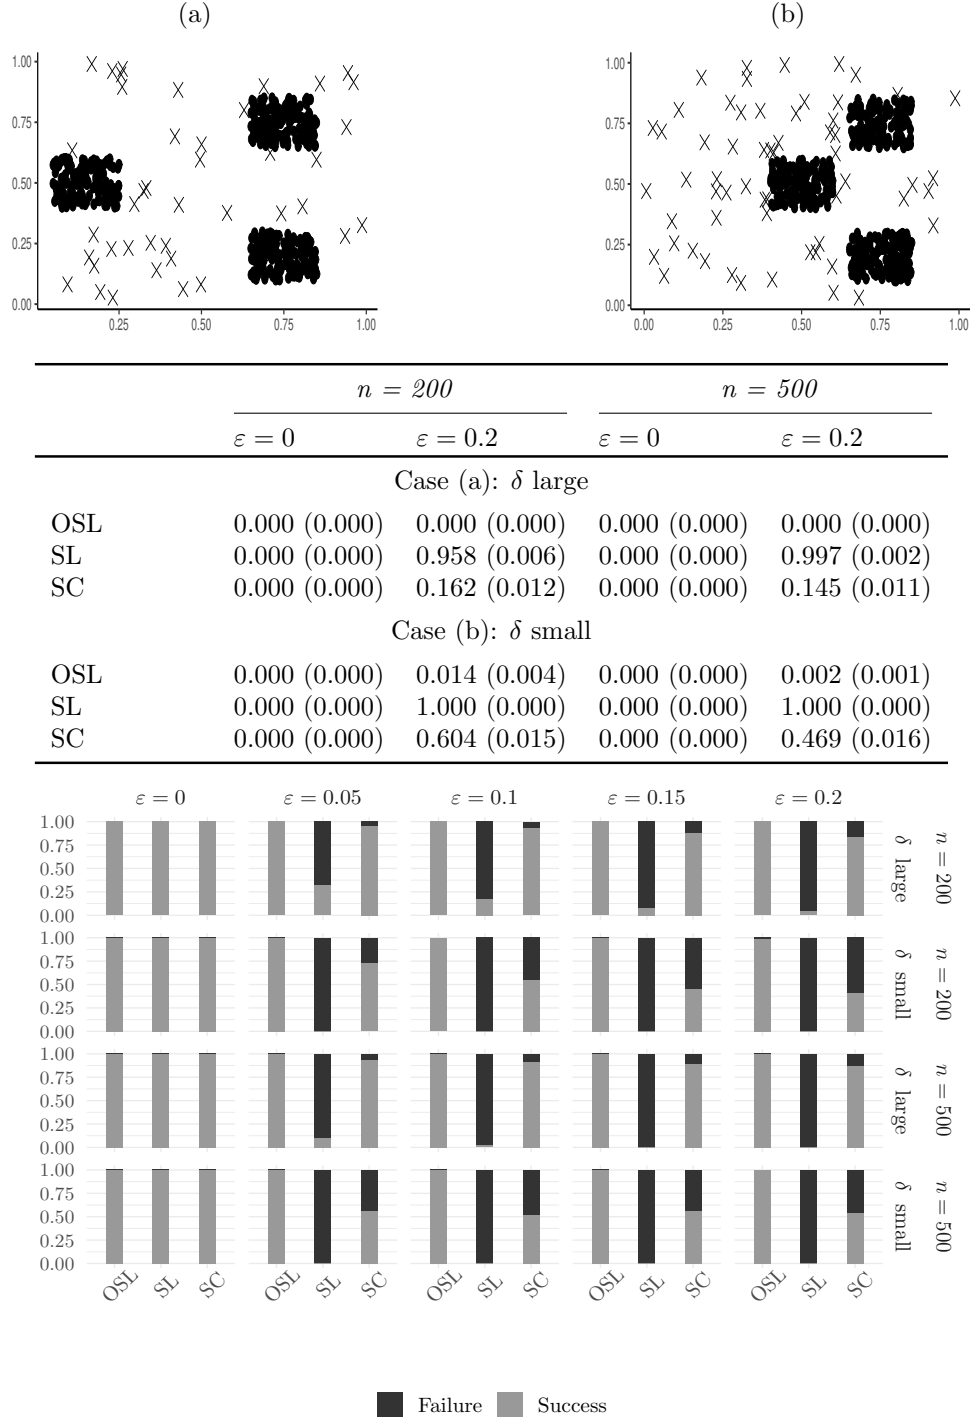 (a) (b)
1.00
0.75
0.50
0.25
0.00
0.25 0.50 0.75 1.00
1.00
0.75
0.50
0.25
0.00
0.00 0.25 0.50 0.75 1.00
n = 200 n = 500
ε = 0 ε = 0.2 ε = 0 ε = 0.2
Case (a): δ large
OSL 0.000 (0.000) 0.000 (0.000) 0.000 (0.000) 0.000 (0.000)
SL 0.000 (0.000) 0.958 (0.006) 0.000 (0.000) 0.997 (0.002)
SC 0.000 (0.000) 0.162 (0.012) 0.000 (0.000) 0.145 (0.011)
Case (b): δ small
OSL 0.000 (0.000) 0.014 (0.004) 0.000 (0.000) 0.002 (0.001)
SL 0.000 (0.000) 1.000 (0.000) 0.000 (0.000) 1.000 (0.000)
SC 0.000 (0.000) 0.604 (0.015) 0.000 (0.000) 0.469 (0.016)
ε = 0 ε = 0.05 ε = 0.1 ε = 0.15 ε = 0.2
1.00
0.75
0.50
0.25
0.00
δ large
n = 200
1.00
0.75
0.50
0.25
0.00
δ small
n = 200
1.00
0.75
0.50
0.25
0.00
δ large
n = 500
1.00
0.75
0.50
0.25
0.00
δ small
n = 500
OSL SL SC OSL SL SC OSL SL SC OSL SL SC OSL SL SC
Failure Success